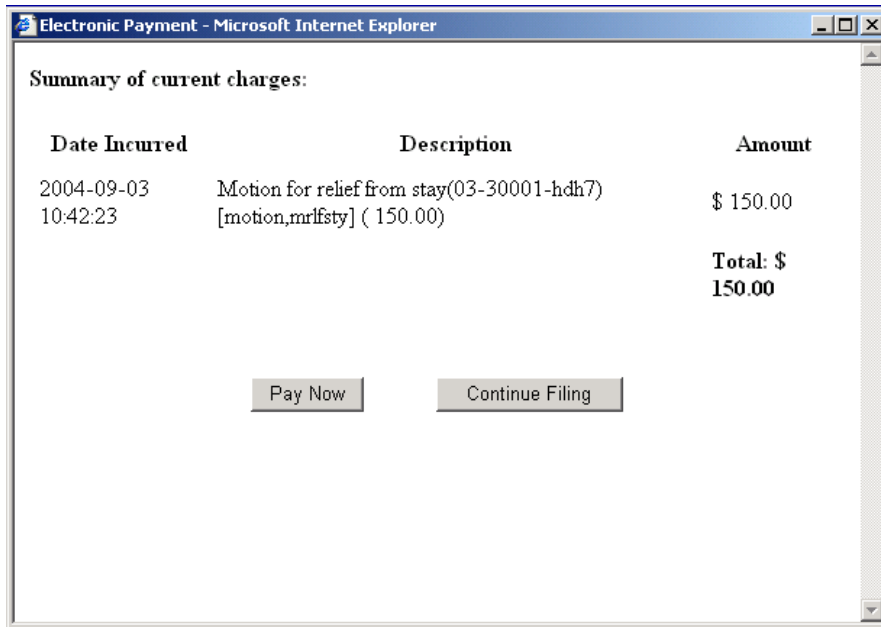 Electronic Payment - Microsoft Internet Explorer
Summary of current charges:
Date Incurred Description Amount
2004-09-03 Motion for relief from stay(03-30001-hdh7)
10:42:23 [motion,mrlfsty] ( 150.00) $ 150.00
Total: $
150.00
Pay Now Continue Filing